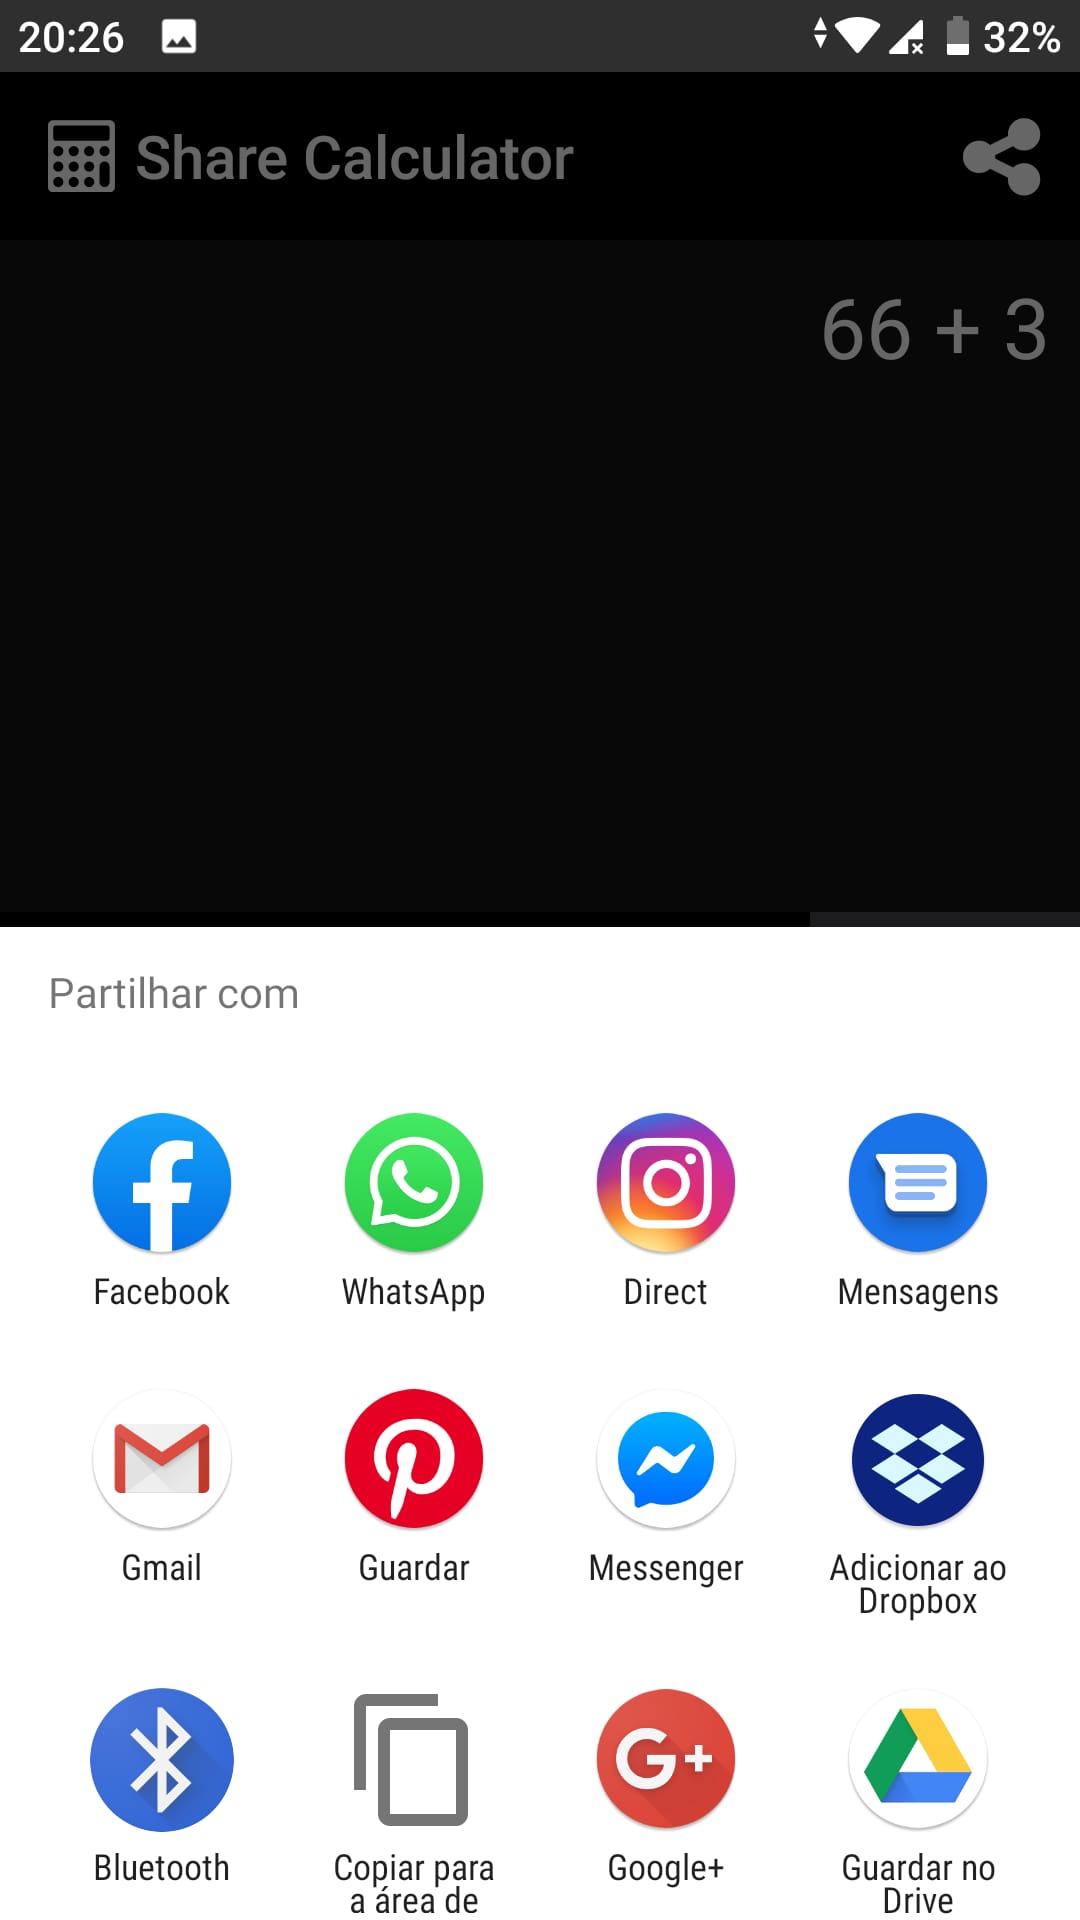 20:26
32%
Share Calculator
66 + 3
Partilhar com
Facebook
WhatsApp
Direct
Mensagens
Gmail
Guardar
Messenger
Adicionar ao
Dropbox
Bluetooth
Copiar para
a área de
Google+
Guardar no
Drive